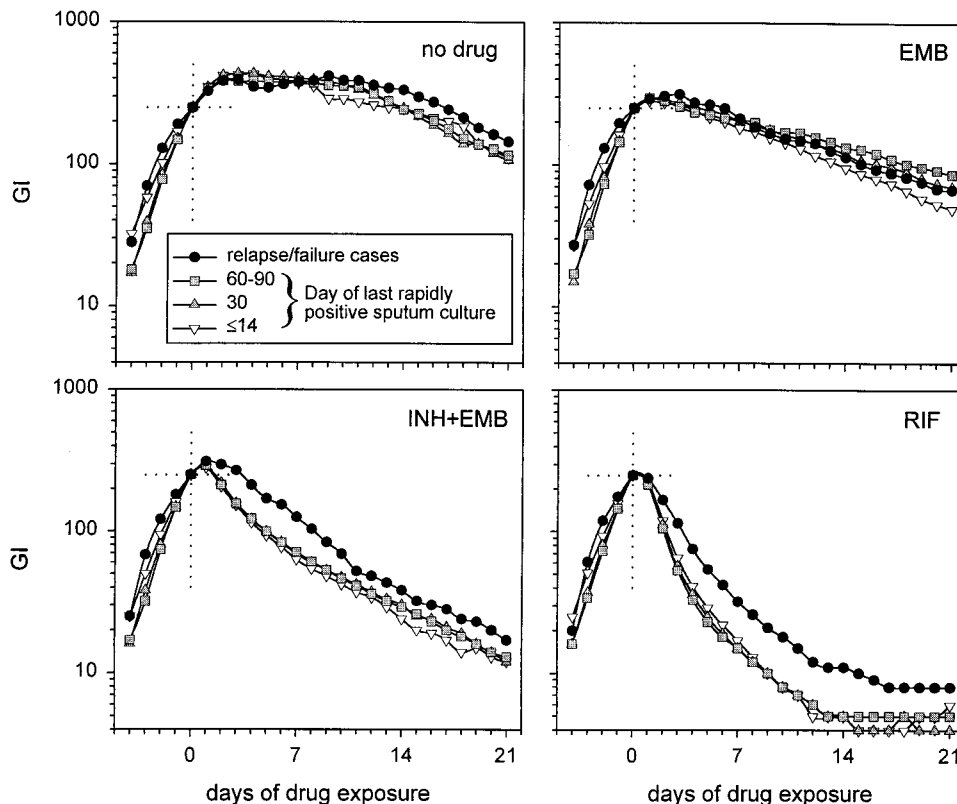 1000
100
10
GI
no drug
relapse/failure cases
60-90
30
≤14
Day of last rapidly
positive sputum culture
EMB
1000
100
10
GI
INH+EMB
0
7
14
21
days of drug exposure
RIF
0
7
14
21
days of drug exposure